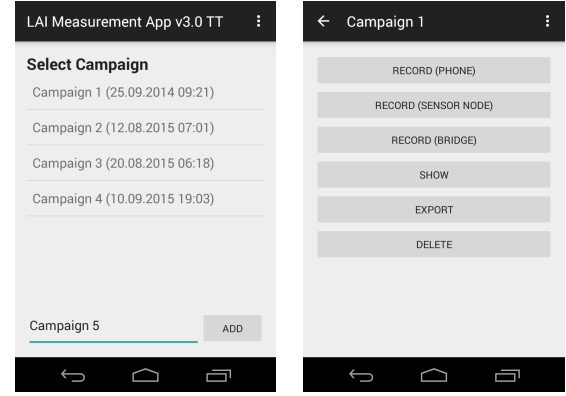 LAI Measurement App v3.0 TT
Select Campaign
Campaign 1 (25.09.2014 09:21)
Campaign 2 (12.08.2015 07:01)
Campaign 3 (20.08.2015 06:18)
Campaign 4 (10.09.2015 19:03)
Campaign 5
ADD
Campaign 1
RECORD (PHONE)
RECORD (SENSOR NODE)
RECORD (BRIDGE)
SHOW
EXPORT
DELETE